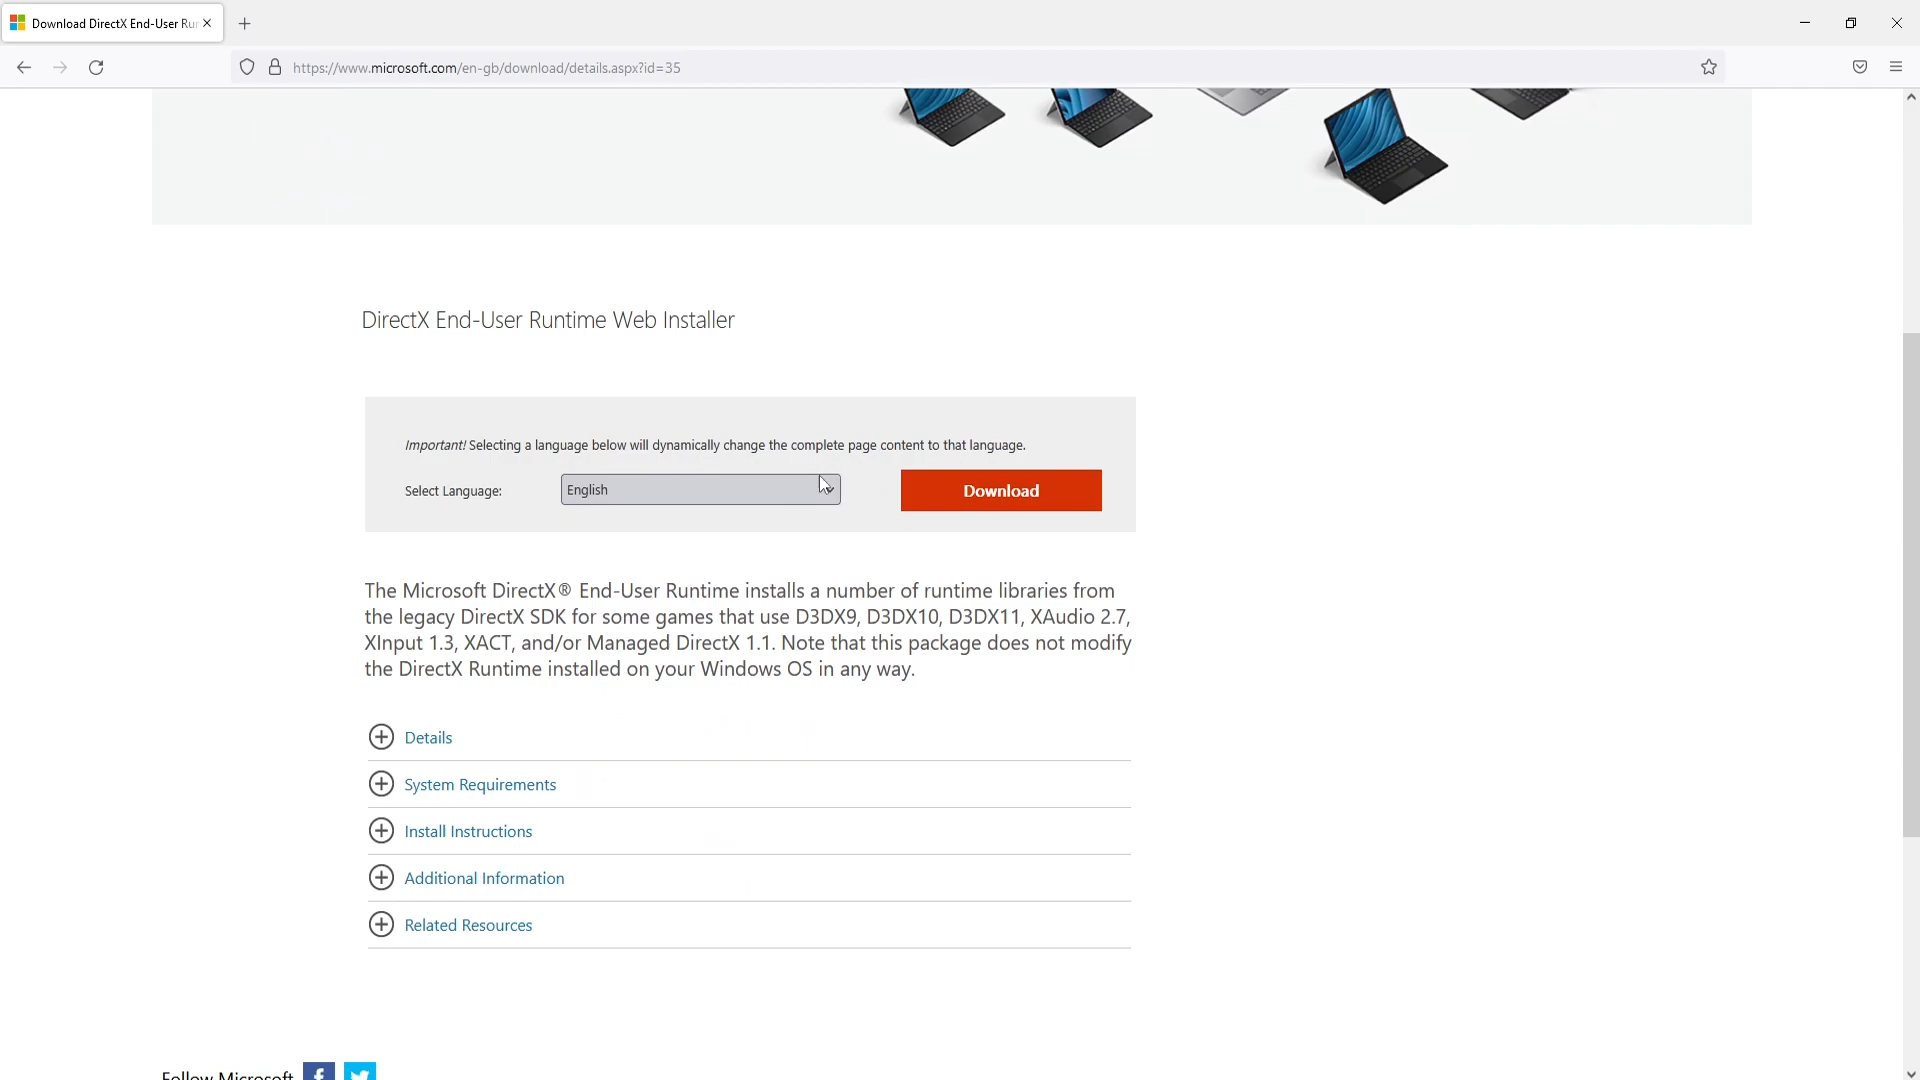 Download DirectX End-User Ru
https://www.microsoft.com/en-gb/download/details.aspx?id=35
DirectX End-User Runtime Web Installer
Important! Selecting a language below will dynamically change the complete page content to that language.
Select Language:
English
Download
The Microsoft DirectX® End-User Runtime installs a number of runtime libraries from
the legacy DirectX SDK for some games that use D3DX9, D3DX10, D3DX11, XAudio 2.7,
XInput 1.3, XACT, and/or Managed DirectX 1.1. Note that this package does not modify
the DirectX Runtime installed on your Windows OS in any way.
Details
System Requirements
Install Instructions
Additional Information
Related Resources
Follow Microsoft